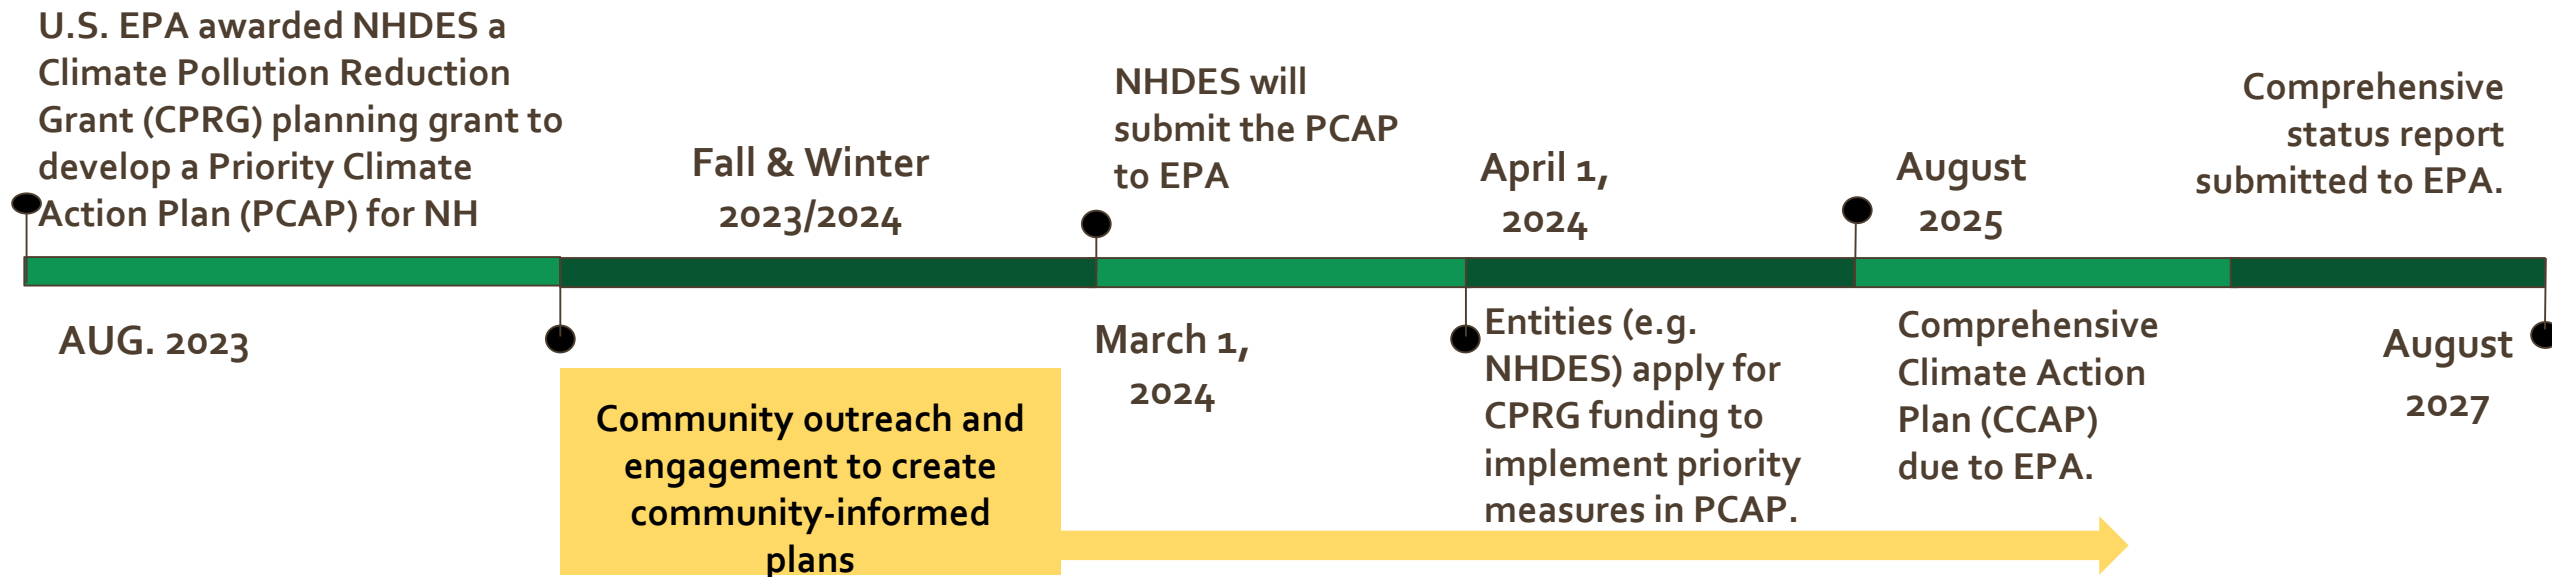 U.S. EPA awarded NHDES a
Climate Pollution Reduction
Grant (CPRG) planning grant to
develop a Priority Climate
Action Plan (PCAP) for NH
AUG. 2023
Fall & Winter
2023/2024
Community outreach and
engagement to create
community-informed
plans
NHDES will
submit the PCAP
to EPA
March 1,
2024
April 1,
2024
Entities (e.g.
NHDES) apply for
CPRG funding to
implement priority
measures in PCAP.
August
2025
Comprehensive
Climate Action
Plan (CCAP)
due to EPA.
Comprehensive
status report
submitted to EPA.
August
2027